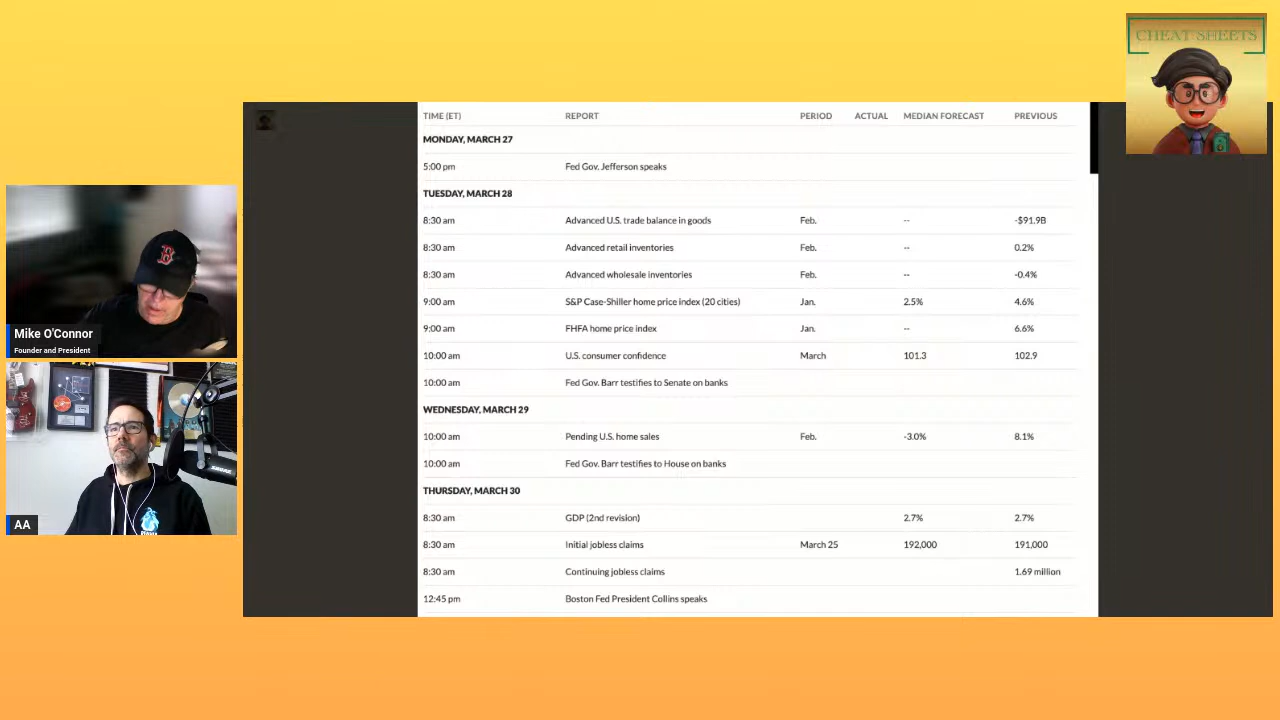 CHEAT SHEETS
TIME (ET) REPORT PERIOD ACTUAL MEDIAN FORECAST PREVIOUS
MONDAY, MARCH 27
5:00 pm Fed Gov. Jefferson speaks
TUESDAY, MARCH 28
8:30 am Advanced U.S. trade balance in goods Feb. -- -$91.9B
8:30 am Advanced retail inventories Feb. -- 0.2%
8:30 am Advanced wholesale inventories Feb. -- -0.4%
9:00 am S&P Case-Shiller home price index (20 cities) Jan. 2.5% 4.6%
9:00 am FHFA home price index Jan. -- 6.6%
10:00 am U.S. consumer confidence March 101.3 102.9
10:00 am Fed Gov. Barr testifies to Senate on banks
WEDNESDAY, MARCH 29
10:00 am Pending U.S. home sales Feb. -3.0% 8.1%
10:00 am Fed Gov. Barr testifies to House on banks
THURSDAY, MARCH 30
8:30 am GDP (2nd revision) 2.7% 2.7%
8:30 am Initial jobless claims March 25 192,000 191,000
8:30 am Continuing jobless claims 1.69 million
12:45 pm Boston Fed President Collins speaks
B
Mike O'Connor
Founder and President
SHURE
AA